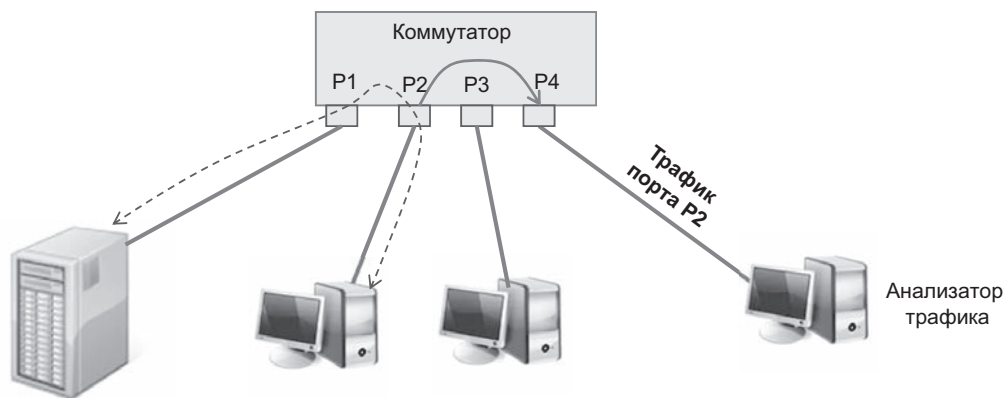 Коммутатор
P1
P2
P3
P4
Трафик
порта P2
Анализатор
трафика